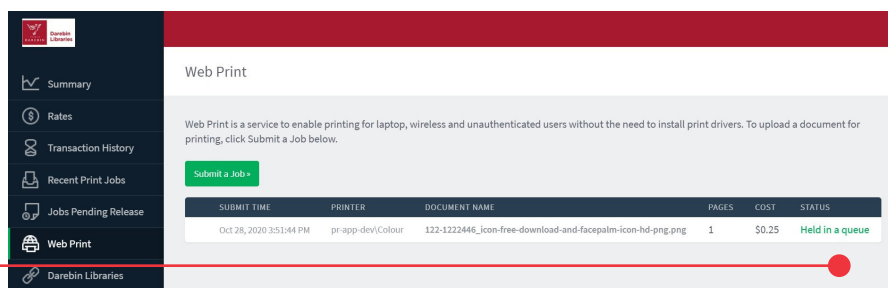 DAREBIN
Darebin
Libraries
Summary
Rates
Transaction History
Recent Print Jobs
Jobs Pending Release
Web Print
Darebin Libraries
Web Print
Web Print is a service to enable printing for laptop, wireless and unauthenticated users without the need to install print drivers. To upload a document for
printing, click Submit a Job below.
Submit a Job »
SUBMIT TIME PRINTER DOCUMENT NAME PAGES COST STATUS
Oct 28, 2020 3:51:44 PM pr-app-dev\Colour 122-1222446_icon-free-download-and-facepalm-icon-hd-png.png 1 $0.25 Held in a queue